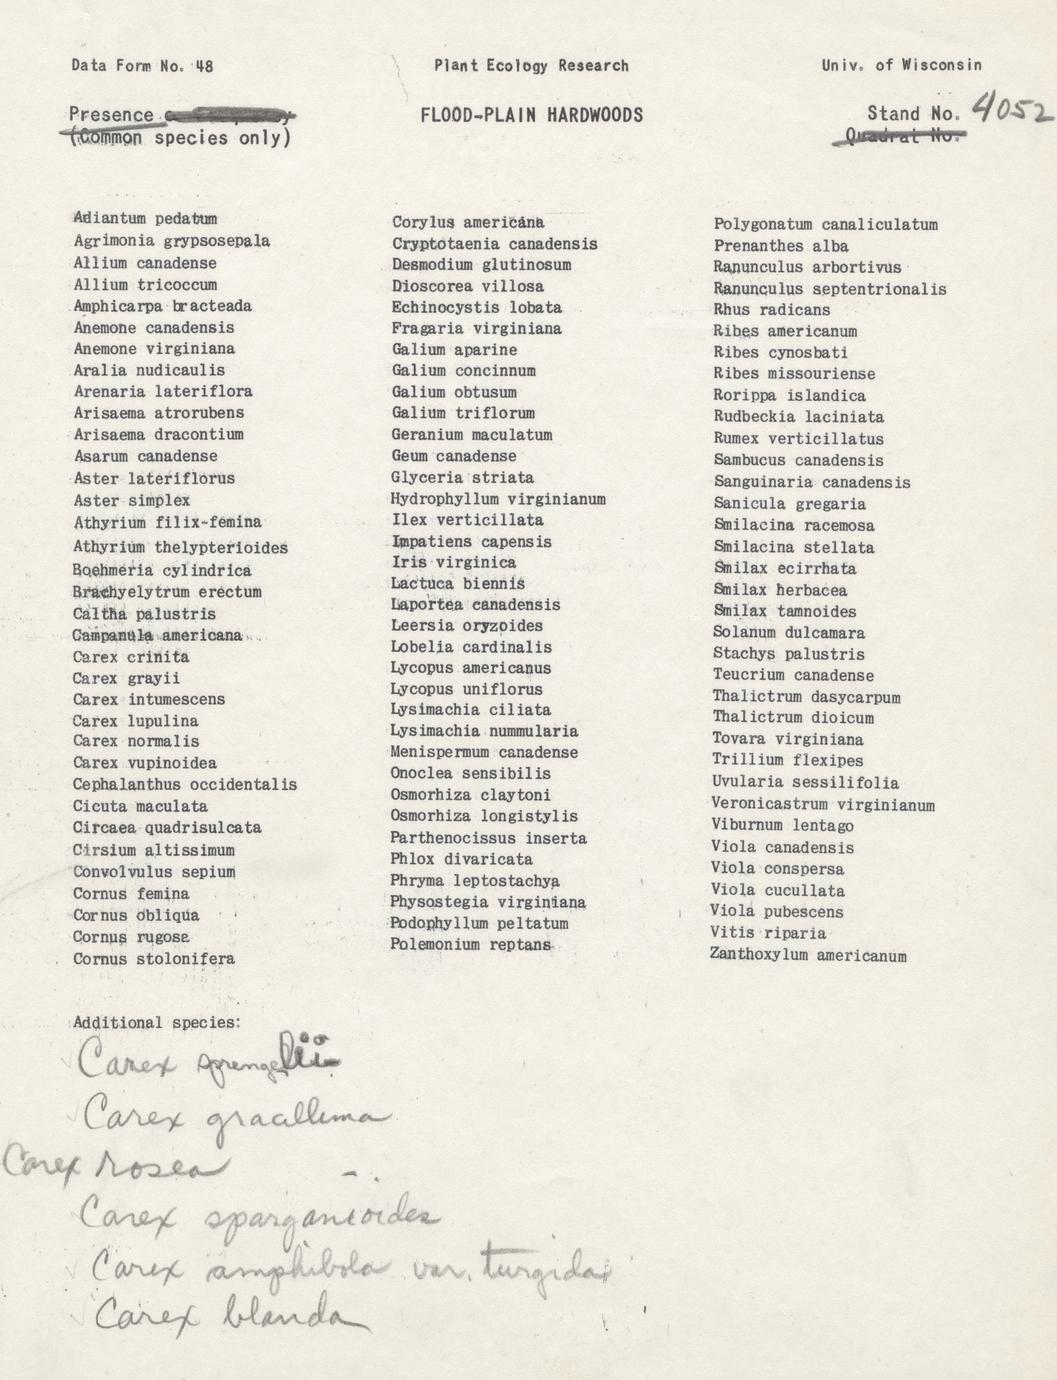 Data Form No. 48
Plant Ecology Research
Univ. of Wisconsin
Presence
FLOOD-PLAIN HARDWOODS
Stand No. 4052
(Common species only)
Quadrat No.
Adiantum pedatum
Agrimonia grypsosepala
Allium canadense
Allium tricoccum
Amphicarpa bracteada
Anemone canadensis
Anemone virginiana
Aralia nudicaulis
Arenaria lateriflora
Arisaema atrorubens
Arisaema dracontium
Asarum canadense
Aster lateriflorus
Aster simplex
Athyrium filix-femina
Athyrium thelypterioides
Boehmeria cylindrica
Brachyelytrum erectum
Caltha palustris
Campanula americana
Carex crinita
Carex grayii
Carex intumescens
Carex lupulina
Carex normalis
Carex vupinoidea
Cephalanthus occidentalis
Cicuta maculata
Circaea quadrisulcata
Cirsium altissimum
Convolvulus sepium
Cornus femina
Cornus obliqua
Cornus rugosa
Cornus stolonifera
Corylus americana
Cryptotaenia canadensis
Desmodium glutinosum
Dioscorea villosa
Echinocystis lobata
Fragaria virginiana
Galium aparine
Galium concinnum
Galium obtusum
Galium triflorum
Geranium maculatum
Geum canadense
Glyceria striata
Hydrophyllum virginianum
Ilex verticillata
Impatiens capensis
Iris virginica
Lactuca biennis
Laportea canadensis
Leersia oryzoides
Lobelia cardinalis
Lycopus americanus
Lycopus uniflorus
Lysimachia ciliata
Lysimachia nummularia
Menispermum canadense
Onoclea sensibilis
Osmorhiza claytoni
Osmorhiza longistylis
Parthenocissus inserta
Phlox divaricata
Phryma leptostachya
Physostegia virginiana
Podophyllum peltatum
Polemonium reptans
Polygonatum canaliculatum
Prenanthes alba
Ranunculus arbortivus
Ranunculus septentrionalis
Rhus radicans
Ribes americanum
Ribes cynosbati
Ribes missouriense
Rorippa islandica
Rudbeckia laciniata
Rumex verticillatus
Sambucus canadensis
Sanguinaria canadensis
Sanicula gregaria
Smilacina racemosa
Smilacina stellata
Smilax ecirrhata
Smilax herbacea
Smilax tamnoides
Solanum dulcamara
Stachys palustris
Teucrium canadense
Thalictrum dasycarpum
Thalictrum dioicum
Tovara virginiana
Trillium flexipes
Uvularia sessilifolia
Veronicastrum virginianum
Viburnum lentago
Viola canadensis
Viola conspersa
Viola cucullata
Viola pubescens
Vitis riparia
Zanthoxylum americanum
Additional species:
Carex sprengelii
Carex gracillima
Carex rosea
Carex sparganioides
Carex amphibola var. turgida
Carex blanda